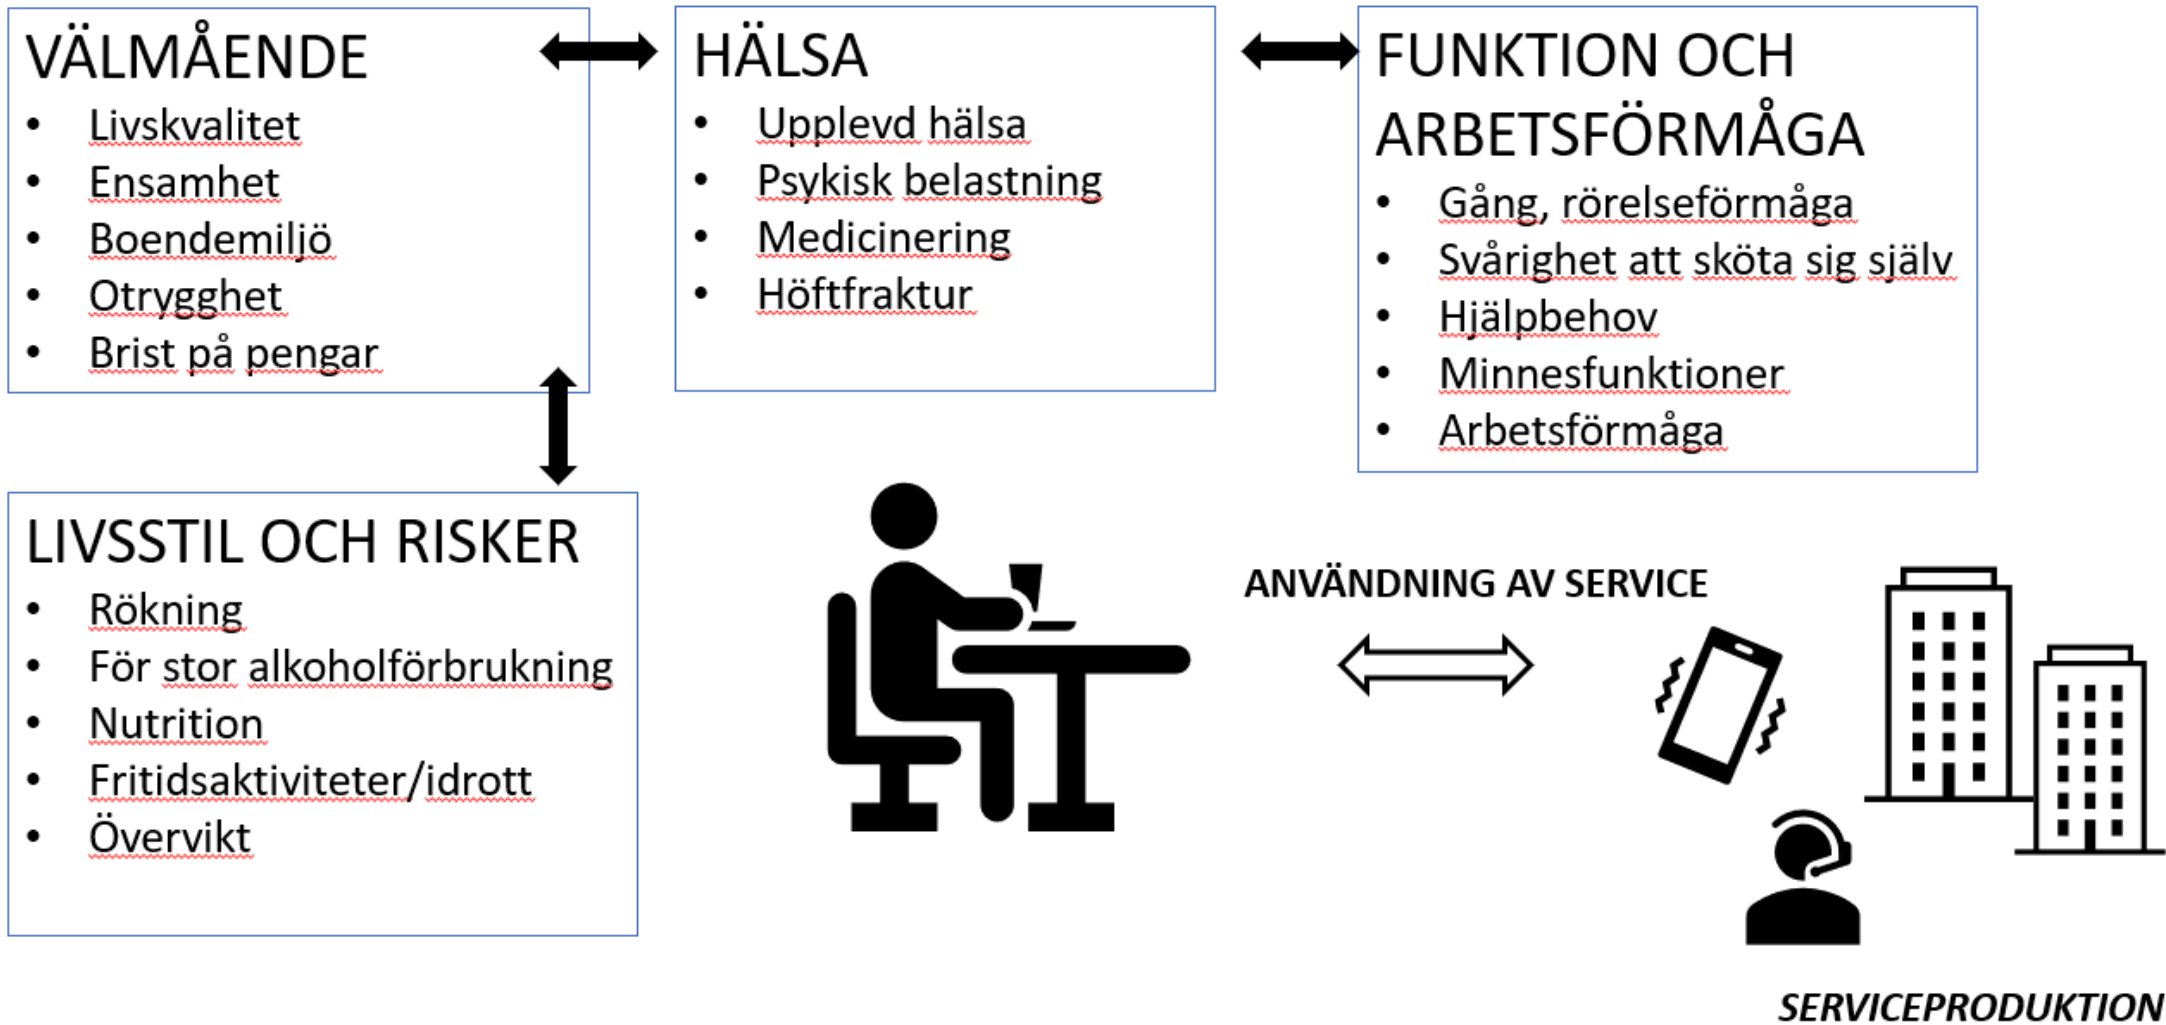 VÄLMÅENDE
• Livskvalitet
• Ensamhet
• Boendemiljö
• Otrygghet
• Brist på pengar
HÄLSA
• Upplevd hälsa
• Psykisk belastning
• Medicinering
• Höftfraktur
FUNKTION OCH
ARBETSFÖRMÅGA
• Gång, rörelseförmåga
• Svårighet att sköta sig själv
• Hjälpbehov
• Minnesfunktioner
• Arbetsförmåga
LIVSSTIL OCH RISKER
• Rökning
• För stor alkoholförbrukning
• Nutrition
• Fritidsaktiviteter/idrott
• Övervikt
ANVÄNDNING AV SERVICE
SERVICEPRODUKTION